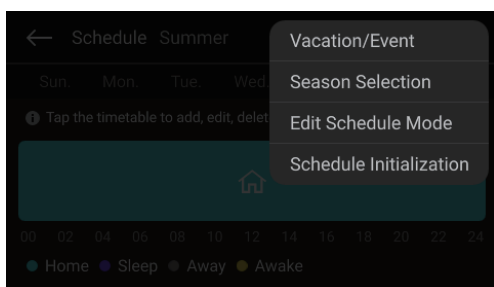 Schedule Summer
Vacation/Event
Season Selection
Edit Schedule Mode
Schedule Initialization
Sun. Mon. Tue. Wed.
Tap the timetable to add, edit, delet
00 02 04 06 08 10 12 14 16 18 20 22 24
Home Sleep Away Awake